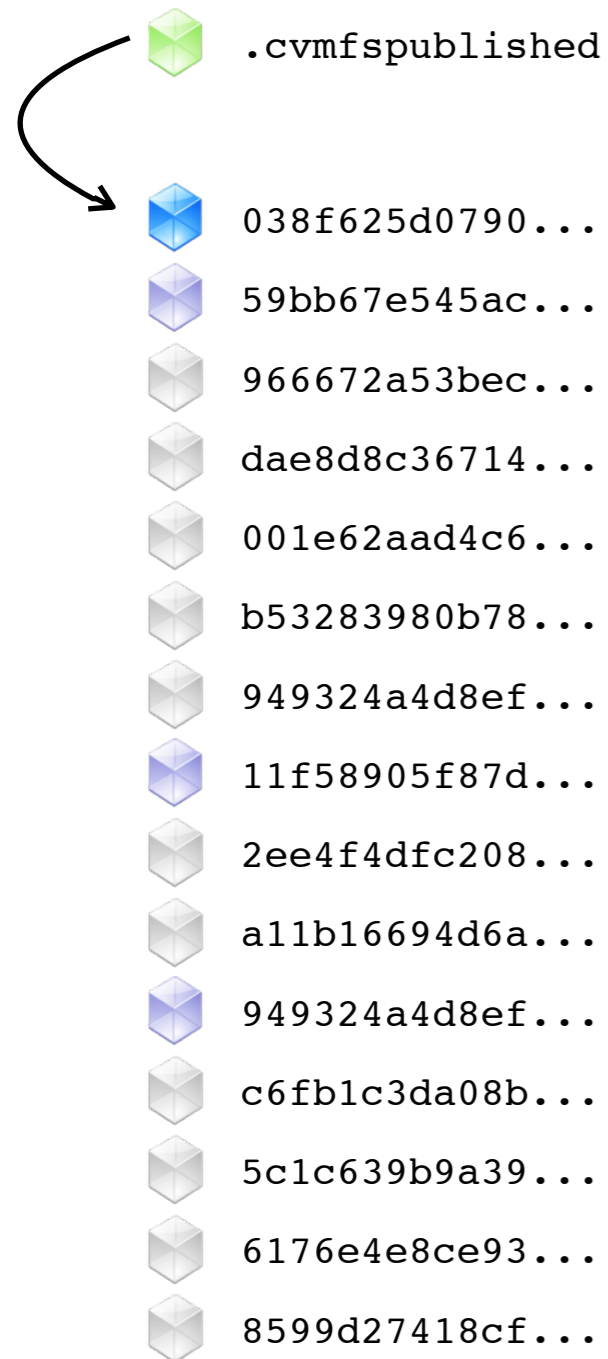 .cvmfspublished
038f625d0790...
59bb67e545ac...
966672a53bec...
dae8d8c36714...
001e62aad4c6...
b53283980b78...
949324a4d8ef...
11f58905f87d...
2ee4f4dfc208...
a11b16694d6a...
949324a4d8ef...
c6fb1c3da08b...
5c1c639b9a39...
6176e4e8ce93...
8599d27418cf...